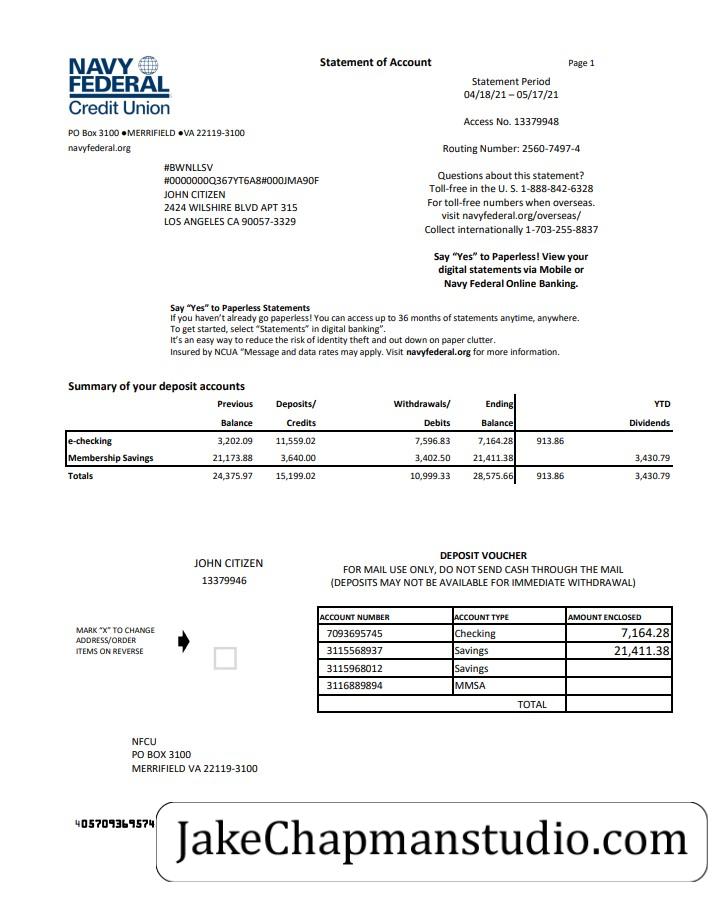 NAVY
FEDERAL
Credit Union
Statement of Account
Page 1
Statement Period
04/18/21 – 05/17/21
Access No. 13379948
PO Box 3100 ●MERRIFIELD ●VA 22119-3100
navyfederal.org
Routing Number: 2560-7497-4
#BWNLLSV
#0000000Q367YT6A8#000JMA90F
JOHN CITIZEN
2424 WILSHIRE BLVD APT 315
LOS ANGELES CA 90057-3329
Questions about this statement?
Toll-free in the U. S. 1-888-842-6328
For toll-free numbers when overseas.
visit navyfederal.org/overseas/
Collect internationally 1-703-255-8837
Say “Yes” to Paperless! View your
digital statements via Mobile or
Navy Federal Online Banking.
Say “Yes” to Paperless Statements
If you haven’t already go paperless! You can access up to 36 months of statements anytime, anywhere.
To get started, select “Statements” in digital banking”.
It’s an easy way to reduce the risk of identity theft and out down on paper clutter.
Insured by NCUA “Message and data rates may apply. Visit navyfederal.org for more information.
Summary of your deposit accounts
Previous Deposits/ Withdrawals/ Ending YTD
Balance Credits Debits Balance Dividends
e-checking 3,202.09 11,559.02 7,596.83 7,164.28 913.86
Membership Savings 21,173.88 3,640.00 3,402.50 21,411.38 3,430.79
Totals 24,375.97 15,199.02 10,999.33 28,575.66 913.86 3,430.79
JOHN CITIZEN
13379946
DEPOSIT VOUCHER
FOR MAIL USE ONLY, DO NOT SEND CASH THROUGH THE MAIL
(DEPOSITS MAY NOT BE AVAILABLE FOR IMMEDIATE WITHDRAWAL)
MARK “X” TO CHANGE
ADDRESS/ORDER
ITEMS ON REVERSE
ACCOUNT NUMBER ACCOUNT TYPE AMOUNT ENCLOSED
7093695745 Checking 7,164.28
3115568937 Savings 21,411.38
3115968012 Savings
3116889894 MMSA
TOTAL
NFCU
PO BOX 3100
MERRIFIELD VA 22119-3100
405709369574
JakeChapmanstudio.com